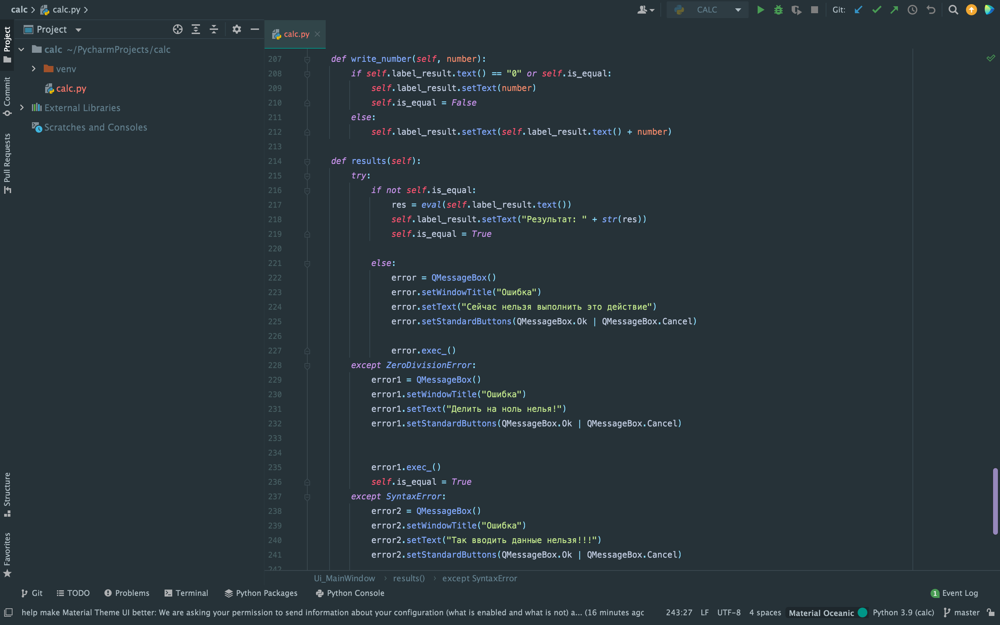 calc
calc.py
CALC
Git:
Project
calc.py
Project
calc ~/PycharmProjects/calc
venv
calc.py
External Libraries
Scratches and Consoles
Commit
Pull Requests
Structure
Favorites
207 def write_number(self, number):
208 if self.label_result.text() == "0" or self.is_equal:
209 self.label_result.setText(number)
210 self.is_equal = False
211 else:
212 self.label_result.setText(self.label_result.text() + number)
213
214 def results(self):
215 try:
216 if not self.is_equal:
217 res = eval(self.label_result.text())
218 self.label_result.setText("Результат: " + str(res))
219 self.is_equal = True
220
221 else:
222 error = QMessageBox()
223 error.setWindowTitle("Ошибка")
224 error.setText("Сейчас нельзя выполнить это действие")
225 error.setStandardButtons(QMessageBox.Ok | QMessageBox.Cancel)
226
227 error.exec_()
228 except ZeroDivisionError:
229 error1 = QMessageBox()
230 error1.setWindowTitle("Ошибка")
231 error1.setText("Делить на ноль нелья!")
232 error1.setStandardButtons(QMessageBox.Ok | QMessageBox.Cancel)
233
234
235 error1.exec_()
236 self.is_equal = True
237 except SyntaxError:
238 error2 = QMessageBox()
239 error2.setWindowTitle("Ошибка")
240 error2.setText("Так вводить данные нельзя!!!")
241 error2.setStandardButtons(QMessageBox.Ok | QMessageBox.Cancel)
242
Ui_MainWindow › results() › except SyntaxError
Git TODO Problems Terminal Python Packages Python Console 1 Event Log
help make Material Theme UI better: We are asking your permission to send information about your configuration (what is enabled and what is not) a... (16 minutes agc 243:27 LF UTF-8 4 spaces Material Oceanic Python 3.9 (calc) master